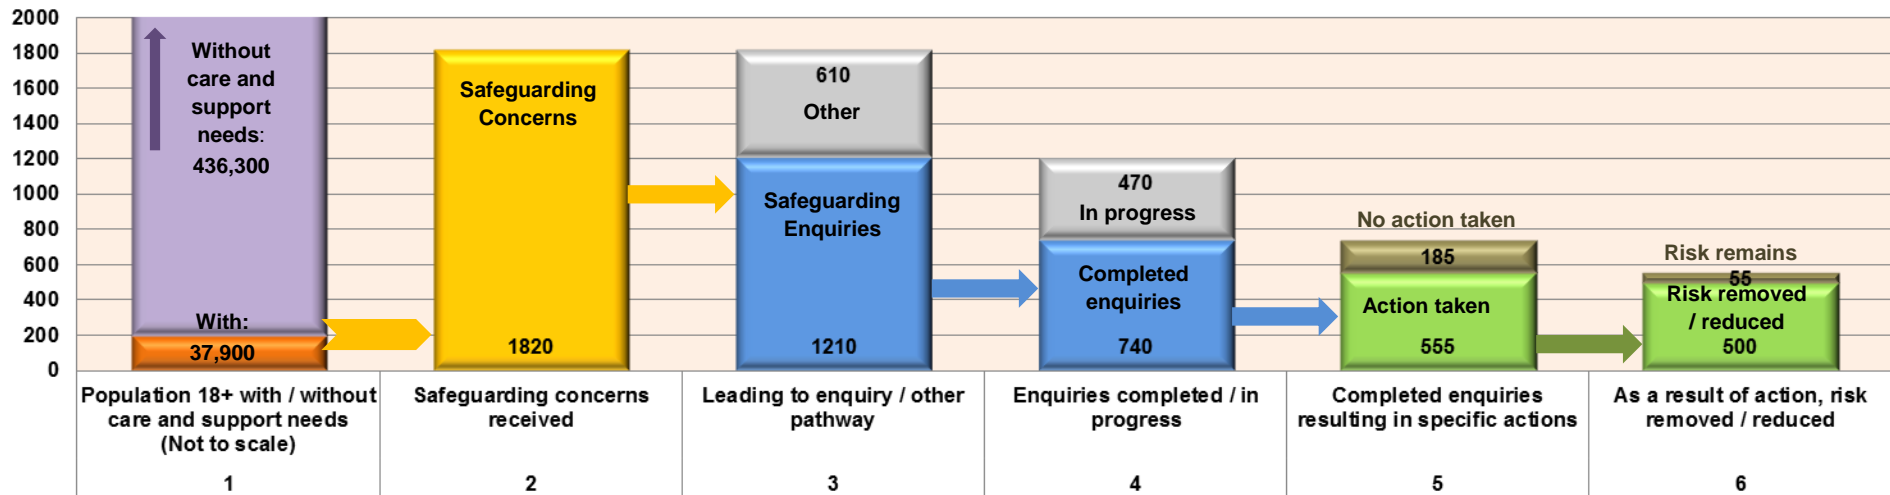 2000
1800
1600
1400
1200
1000
800
600
400
200
0
Without
care and
support
needs:
436,300
With:
37,900
Safeguarding
Concerns
1820
610
Other
Safeguarding
Enquiries
1210
470
In progress
Completed
enquiries
740
No action taken
185
Action taken
555
Risk remains
55
Risk removed
/ reduced
500
Population 18+ with / without
care and support needs
(Not to scale)
1
Safeguarding concerns
received
2
Leading to enquiry / other
pathway
3
Enquiries completed / in
progress
4
Completed enquiries
resulting in specific actions
5
As a result of action, risk
removed / reduced
6